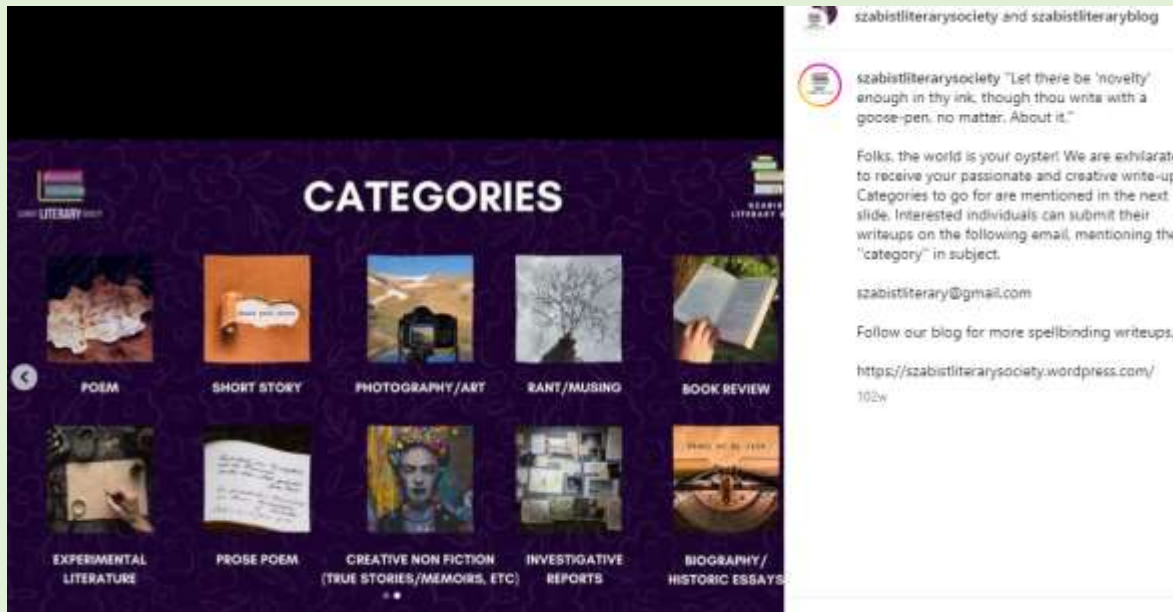 CATEGORIES
LITERARY
LITERARY
POEM
SHORT STORY
PHOTOGRAPHY/ART
RANT/MUSING
BOOK REVIEW
EXPERIMENTAL
LITERATURE
PROSE POEM
CREATIVE NON FICTION
(TRUE STORIES/MEMOIRS, ETC)
INVESTIGATIVE
REPORTS
BIOGRAPHY/
HISTORIC ESSAYS
szabistliterarysociety and szabistliteraryblog
szabistliterarysociety "Let there be 'novelty'
enough in thy ink, though thou write with a
goose-pen, no matter. About it."
Folks, the world is your oyster! We are exhilarate
to receive your passionate and creative write-up
Categories to go for are mentioned in the next
slide. Interested individuals can submit their
writeups on the following email, mentioning the
"category" in subject.
szabistliterary@gmail.com
Follow our blog for more spellbinding writeups.
https://szabistliterarysociety.wordpress.com/
102w